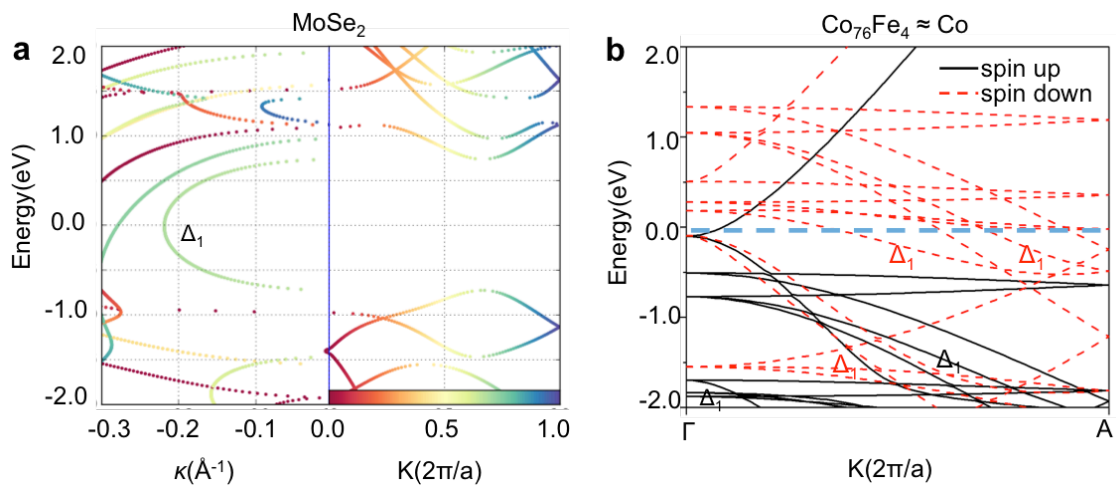 MoSe₂
a
2.0
1.0
0.0
-1.0
-2.0
Energy(eV)
Δ₁
-0.3 -0.2 -0.1 0.0 0.5 1.0
κ(Å⁻¹) K(2π/a)
Co₇₆Fe₄ ≈ Co
b
2.0
1.0
0.0
-1.0
-2.0
Energy(eV)
spin up
spin down
Δ₁ Δ₁
Δ₁ Δ₁
Δ₁
Γ A
K(2π/a)